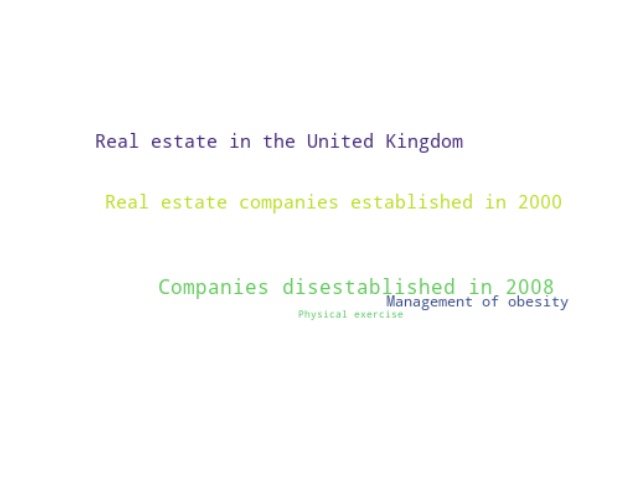 Real estate in the United Kingdom
Real estate companies established in 2000
Companies disestablished in 2008
Management of obesity
Physical exercise